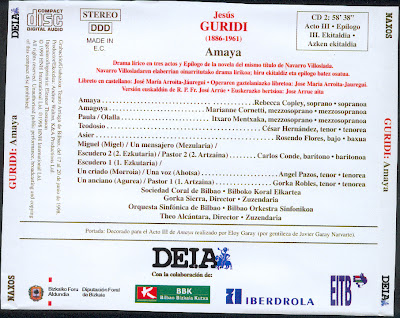 COMPACT
disc
DIGITAL AUDIO
STEREO
DDD
MADE IN
E.C.
Jesús
GURIDI
(1886-1961)
Amaya
CD 2: 58' 38"
Acto III • Epílogo
III. Ekitaldia •
Azken ekitaldia
Drama lírico en tres actos y Epílogo de la novela del mismo título de Navarro Villoslada.
Navarro Villosladaren elaberrian oinarritutako drama lirikoa; hiru ekitaldiz eta epilogo batez osatua.
Libreto en castellano: José María Arroita-Jáuregui • Operaren gaztelaniazko libretoa: Jose Maria Arroita-Jauregi.
Versión euskaldún de R. P. Fr. José Arrúe • Euskarazko bertsioa: José Arrue aita
Amaya
Rebecca Copley, soprano • sopranoa
Amagoya
Marianne Cornetti, mezzosoprano • mezzosopranoa
Paula / Olalla
Itxaro Mentxaka, mezzosoprano • mezzosopranoa
Teodosio
César Hernández, tenor • tenorea
Asier
Rosendo Flores, bajo • baxua
Miguel (Migel) / Un mensajero (Mezularia) /
Escudero 2 (2. Ezkutaria) / Pastor 2 (2. Artzaina)
Carlos Conde, barítono • baritonoa
Escudero 1 (1. Ezkutaria) /
Un criado (Morroia) / Una voz (Ahotsa)
Angel Pazos, tenor • tenorea
Un anciano (Agurea) / Pastor 1 (1. Artzaina)
Gorka Robles, tenor • tenorea
Sociedad Coral de Bilbao • Bilboko Koral Elkartea
Gorka Sierra, Director • Zuzendaria
Orquesta Sinfónica de Bilbao • Bilbao Orkestra Sinfonikoa
Theo Alcántara, Director • Zuzendaria
Portada: Decorado para el Acto III de Amaya realizado por Eloy Garay (por gentileza de Javier Garay Narvarte).
DEIA
Con la colaboración de:
Bizkaiko Foru
Aldundia
Diputación Foral
de Bizkaia
BBK
Bilbao Bizkaia Kutxa
IBERDROLA
EITB
DEIA
GURIDI: Amaya
NAXOS
NAXOS
GURIDI: Amaya
DEIA